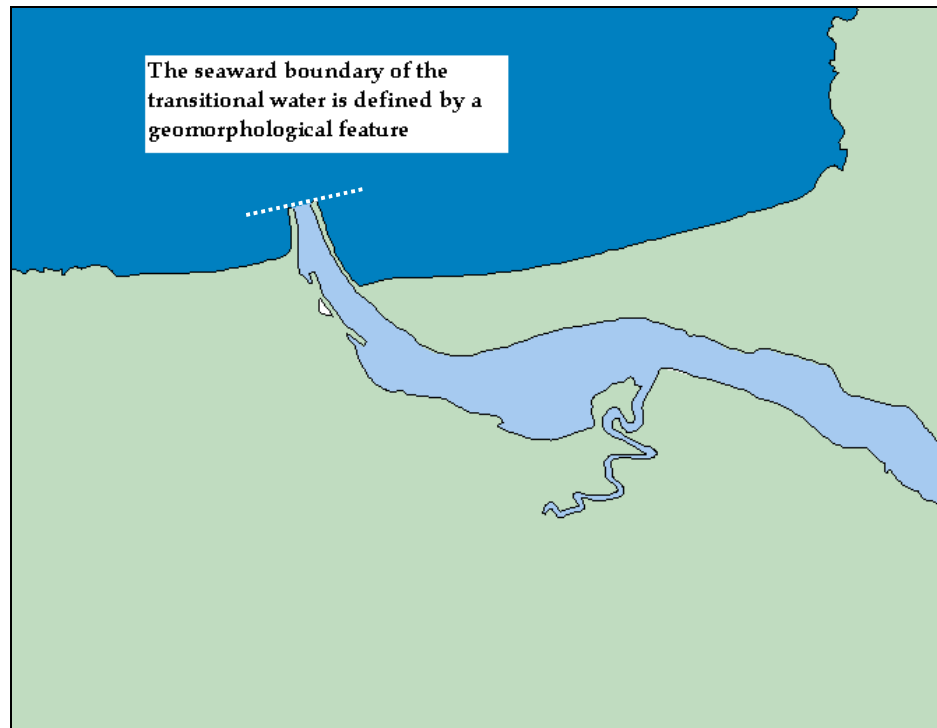 The seaward boundary of the
transitional water is defined by a
geomorphological feature